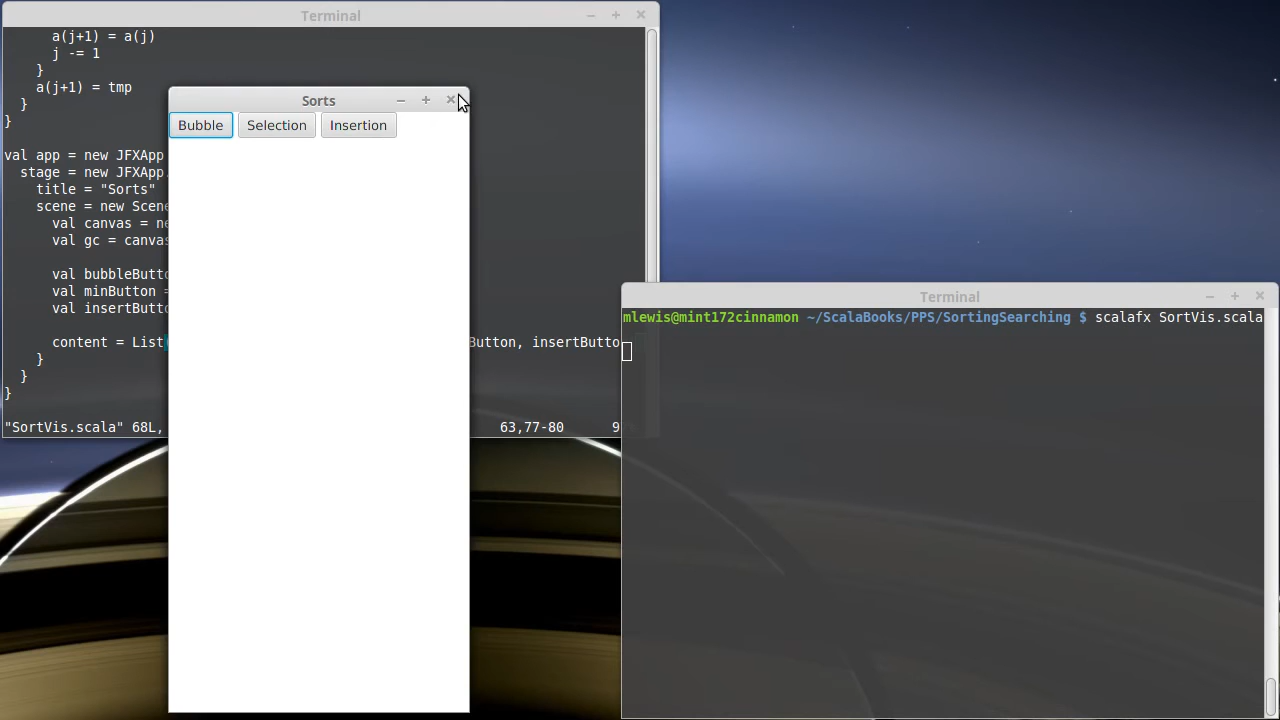 Terminal
a(j+1) = a(j)
j -= 1
}
a(j+1) = tmp
}
}
val app = new JFXApp
stage = new JFXApp.
title = "Sorts"
scene = new Scene
val canvas = ne
val gc = canvas
val bubbleButto
val minButton =
val insertButto
content = List( Button, insertButto
}
}
}
"SortVis.scala" 68L, 63,77-80 9
Sorts
Bubble Selection Insertion
Terminal
mlewis@mint172cinnamon ~/ScalaBooks/PPS/SortingSearching $ scalafx SortVis.scala